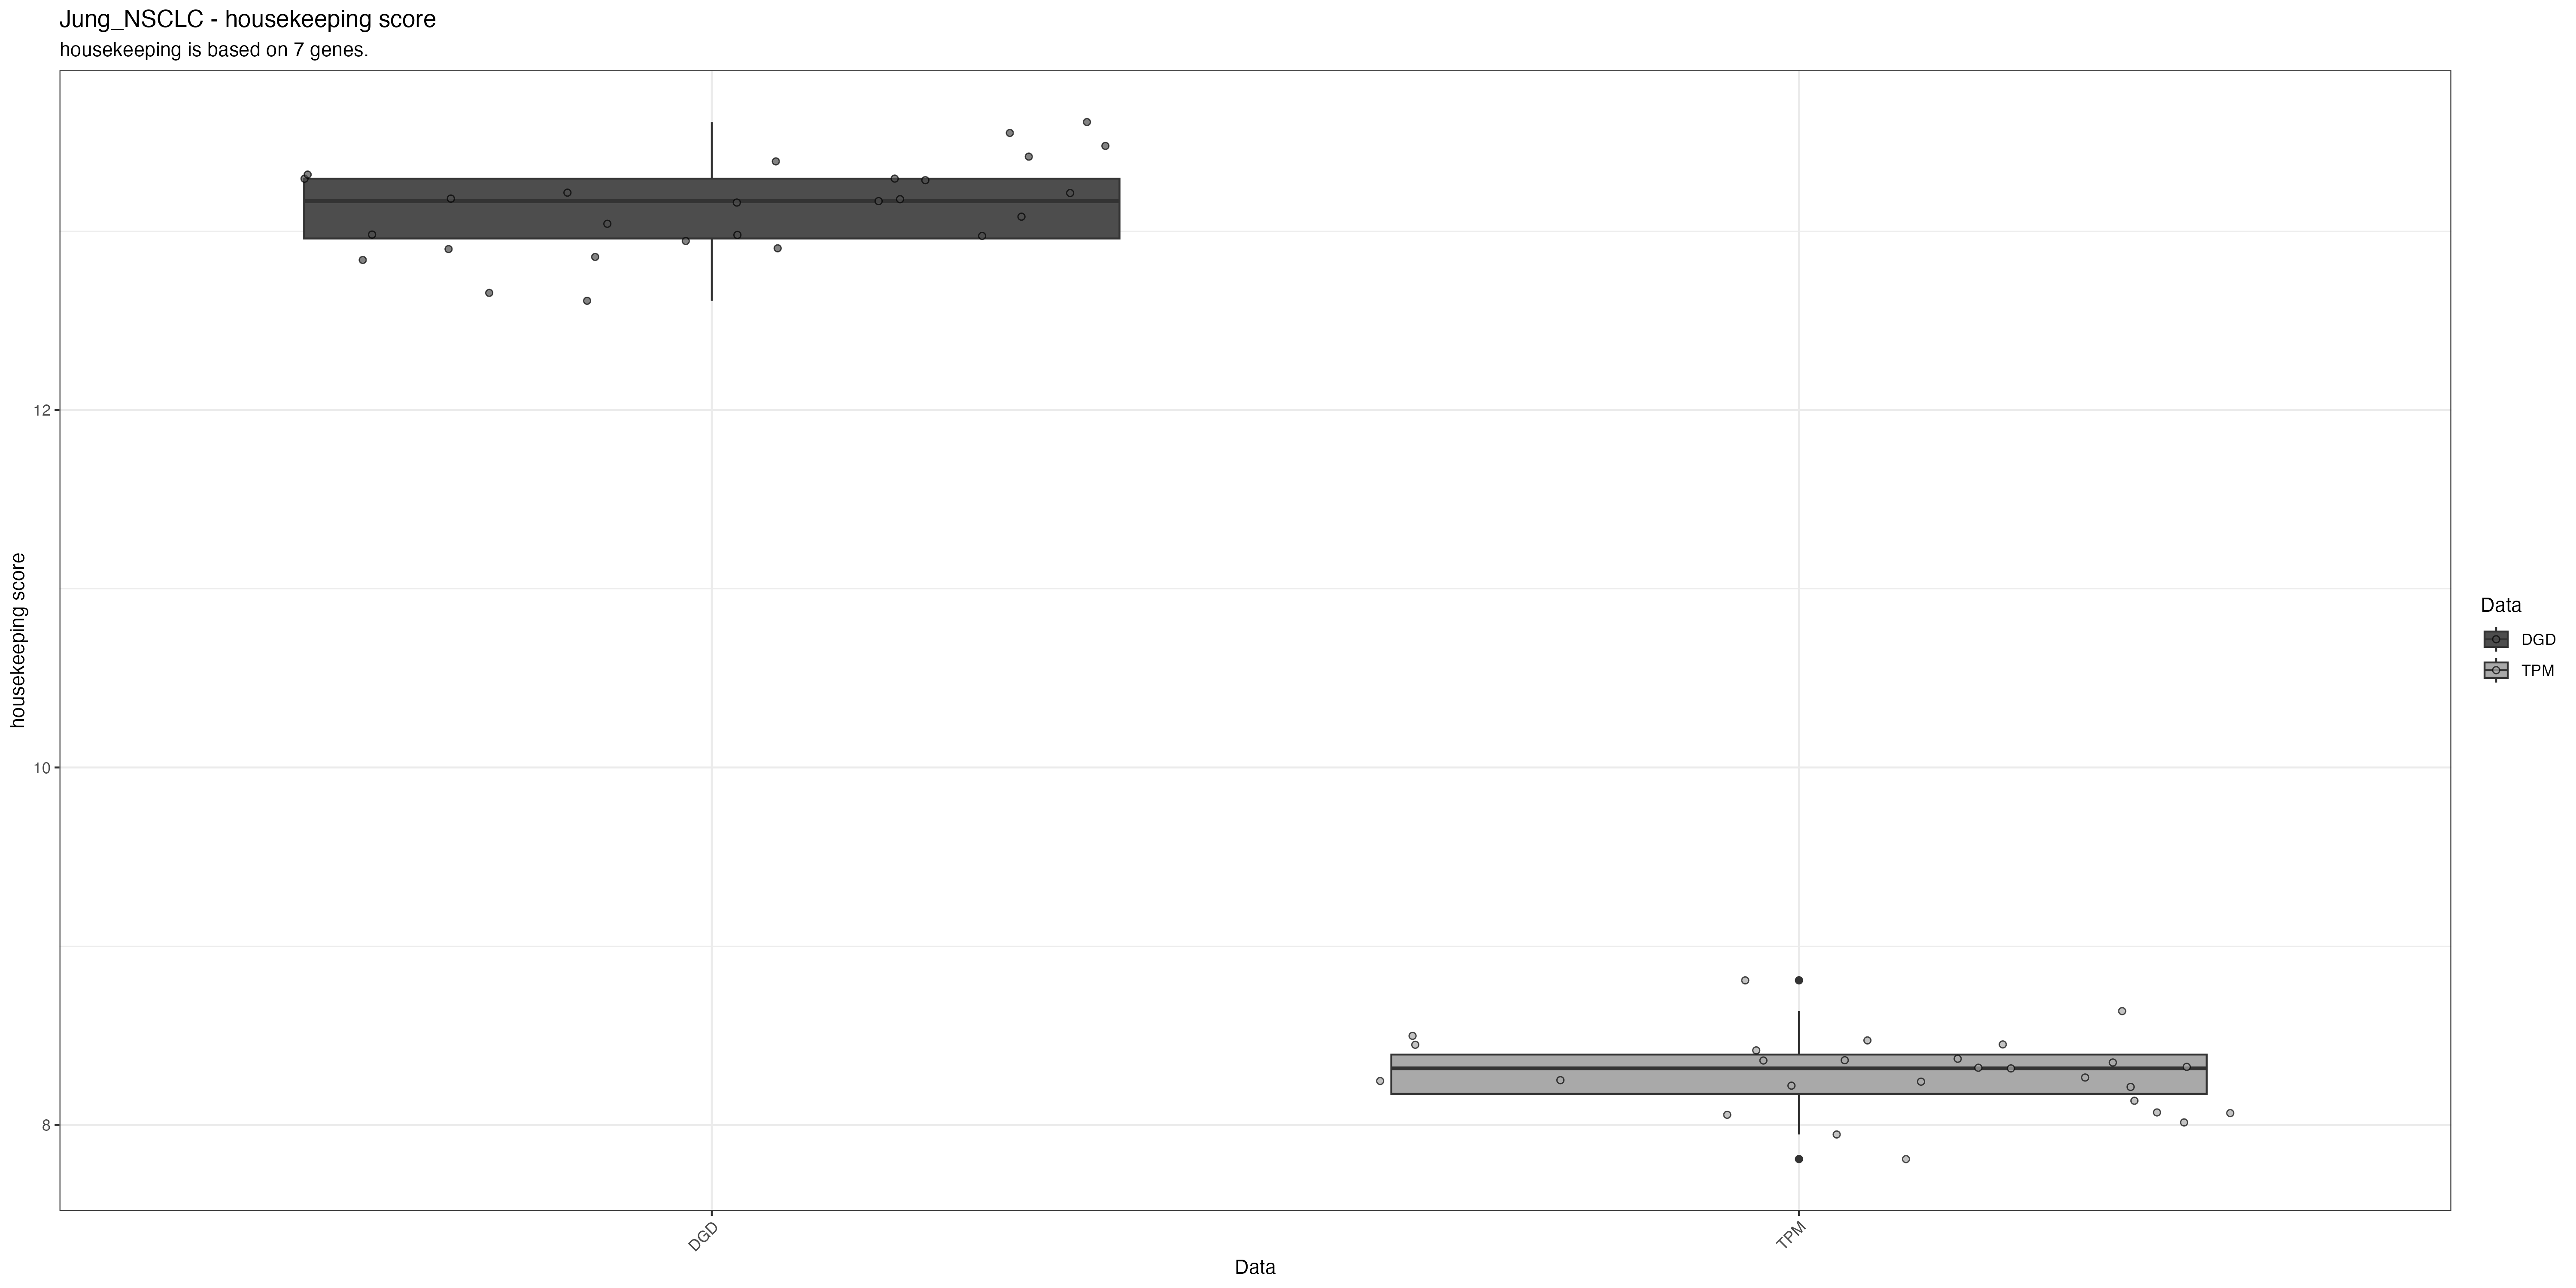 Jung_NSCLC - housekeeping score
housekeeping is based on 7 genes.
housekeeping score
12
10
8
DGD
TPM
Data
Data
DGD
TPM